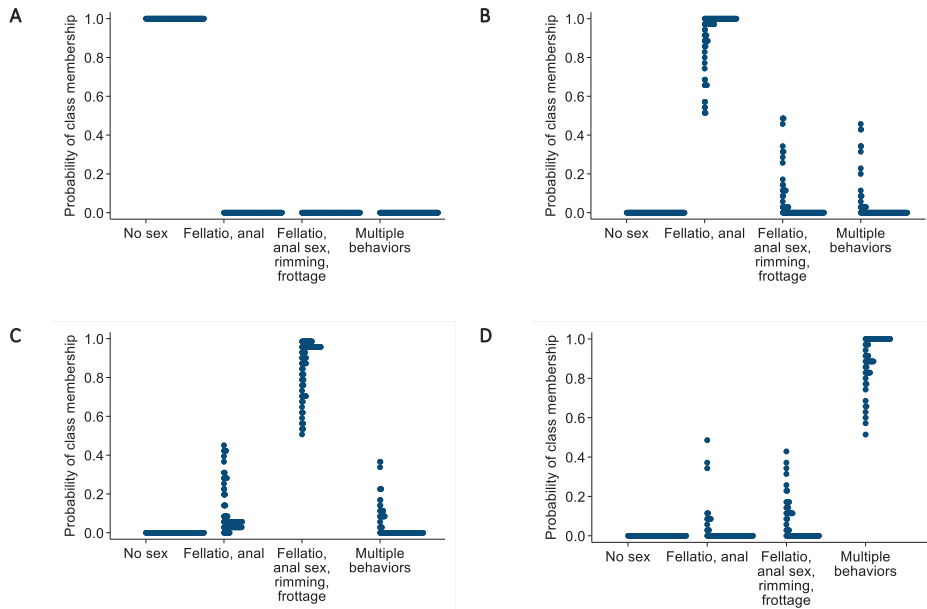 A
Probability of class membership
1.0
0.8
0.6
0.4
0.2
0.0
No sex
Fellatio, anal
Fellatio,
anal sex,
rimming,
frottage
Multiple
behaviors
B
Probability of class membership
1.0
0.8
0.6
0.4
0.2
0.0
No sex
Fellatio, anal
Fellatio,
anal sex,
rimming,
frottage
Multiple
behaviors
C
Probability of class membership
1.0
0.8
0.6
0.4
0.2
0.0
No sex
Fellatio, anal
Fellatio,
anal sex,
rimming,
frottage
Multiple
behaviors
D
Probability of class membership
1.0
0.8
0.6
0.4
0.2
0.0
No sex
Fellatio, anal
Fellatio,
anal sex,
rimming,
frottage
Multiple
behaviors